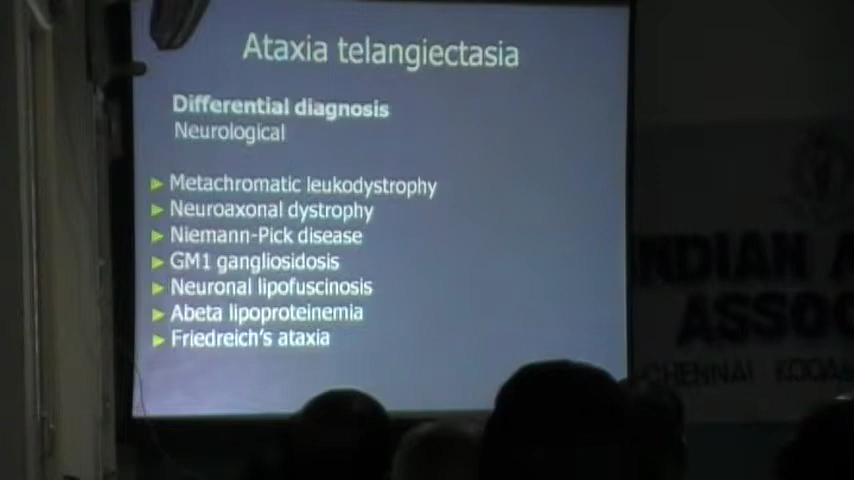 Ataxia telangiectasia
Differential diagnosis
Neurological
Metachromatic leukodystrophy
Neuroaxonal dystrophy
Niemann-Pick disease
GM1 gangliosidosis
Neuronal lipofuscinosis
Abeta lipoproteinemia
Friedreich's ataxia
INDIAN
CHENNAI